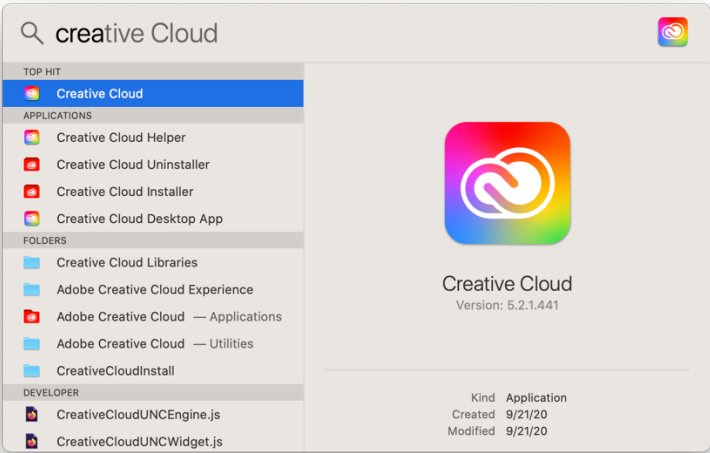 creative Cloud
TOP HIT
Creative Cloud
APPLICATIONS
Creative Cloud Helper
Creative Cloud Uninstaller
Creative Cloud Installer
Creative Cloud Desktop App
FOLDERS
Creative Cloud Libraries
Adobe Creative Cloud Experience
Adobe Creative Cloud — Applications
Adobe Creative Cloud — Utilities
CreativeCloudInstall
DEVELOPER
CreativeCloudUNCEngine.js
CreativeCloudUNCWidget.js
Creative Cloud
Version: 5.2.1.441
Kind Application
Created 9/21/20
Modified 9/21/20